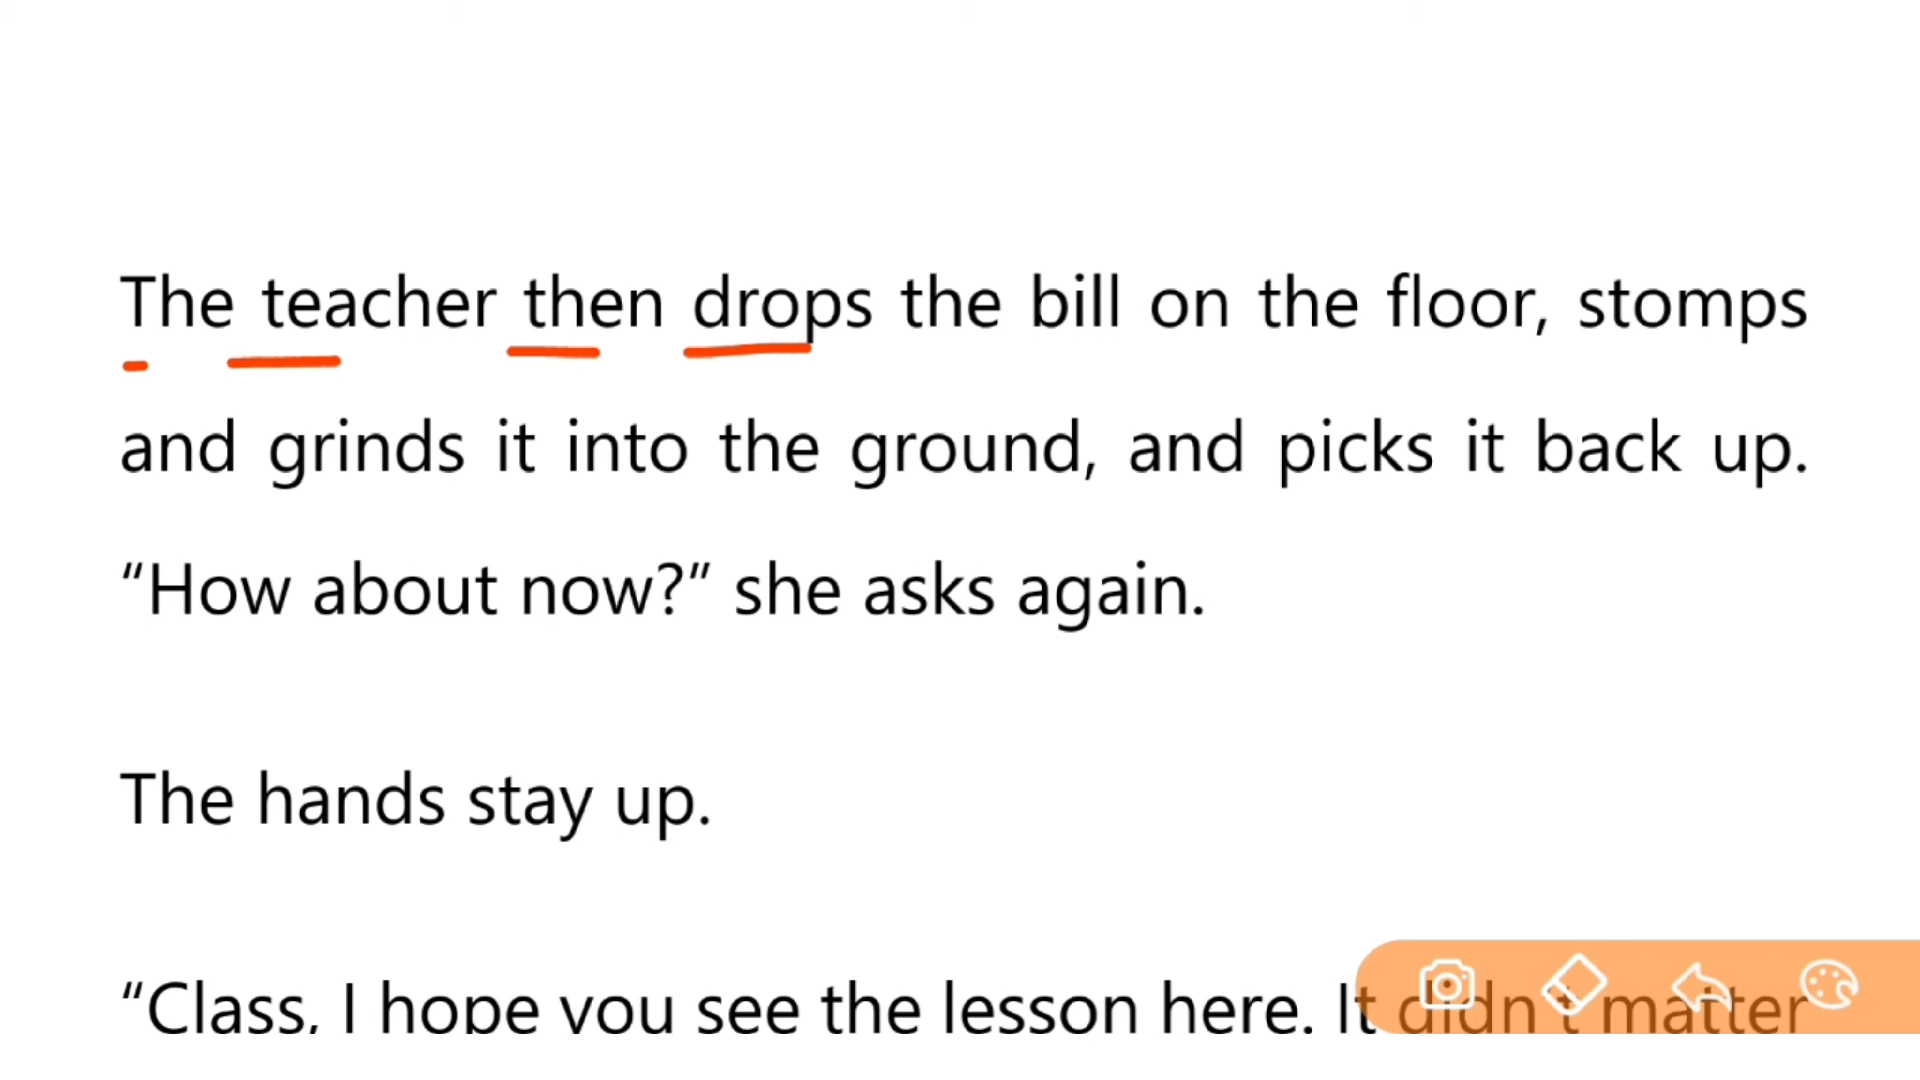 The teacher then drops the bill on the floor, stomps
and grinds it into the ground, and picks it back up.
“How about now?” she asks again.
The hands stay up.
“Class, I hope you see the lesson here. It didn't matter